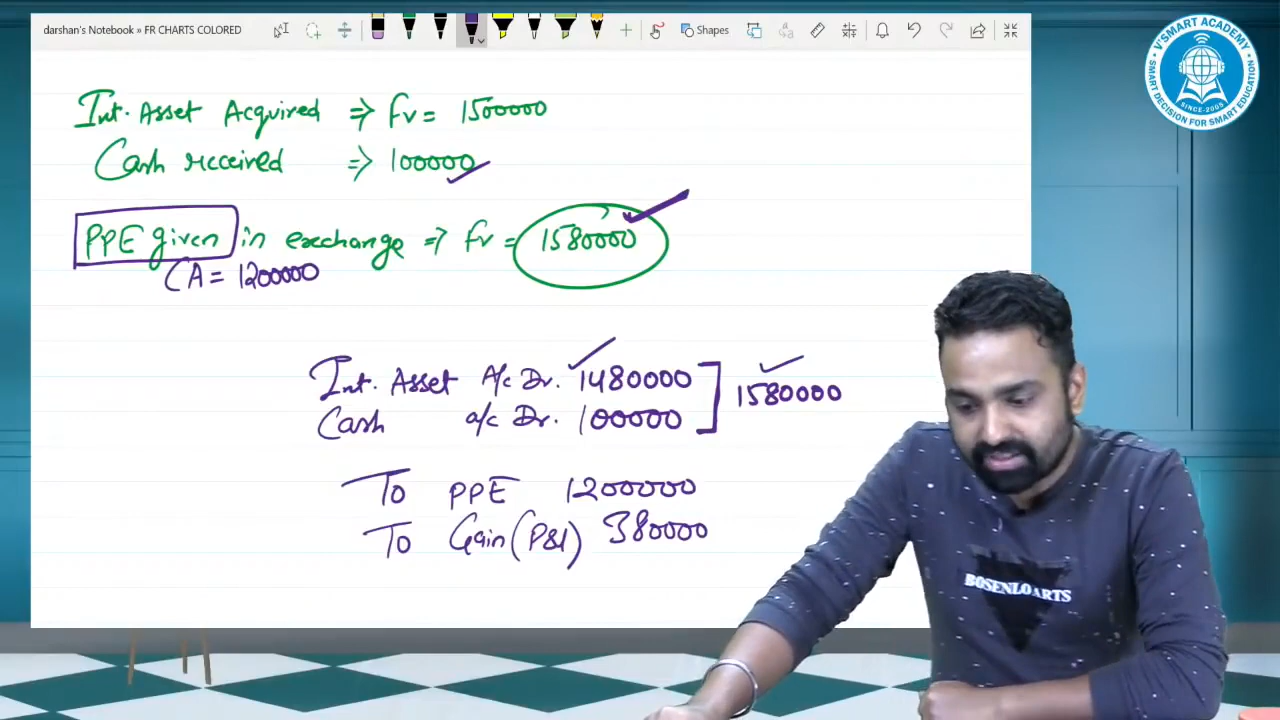 darshan's Notebook » FR CHARTS COLORED
Shapes
V'SMART ACADEMY
SMART DECISION FOR SMART EDUCATION
SINCE-2005
Int. Asset Acquired => fv = 1500000
Cash received => 100000
PPE given in exchange => fv = 1580000
CA = 1200000
Int. Asset A/c Dr. 1480000
Cash a/c Dr. 100000
1580000
To PPE 1200000
To Gain (P&L) 380000
BOSENLOARTS